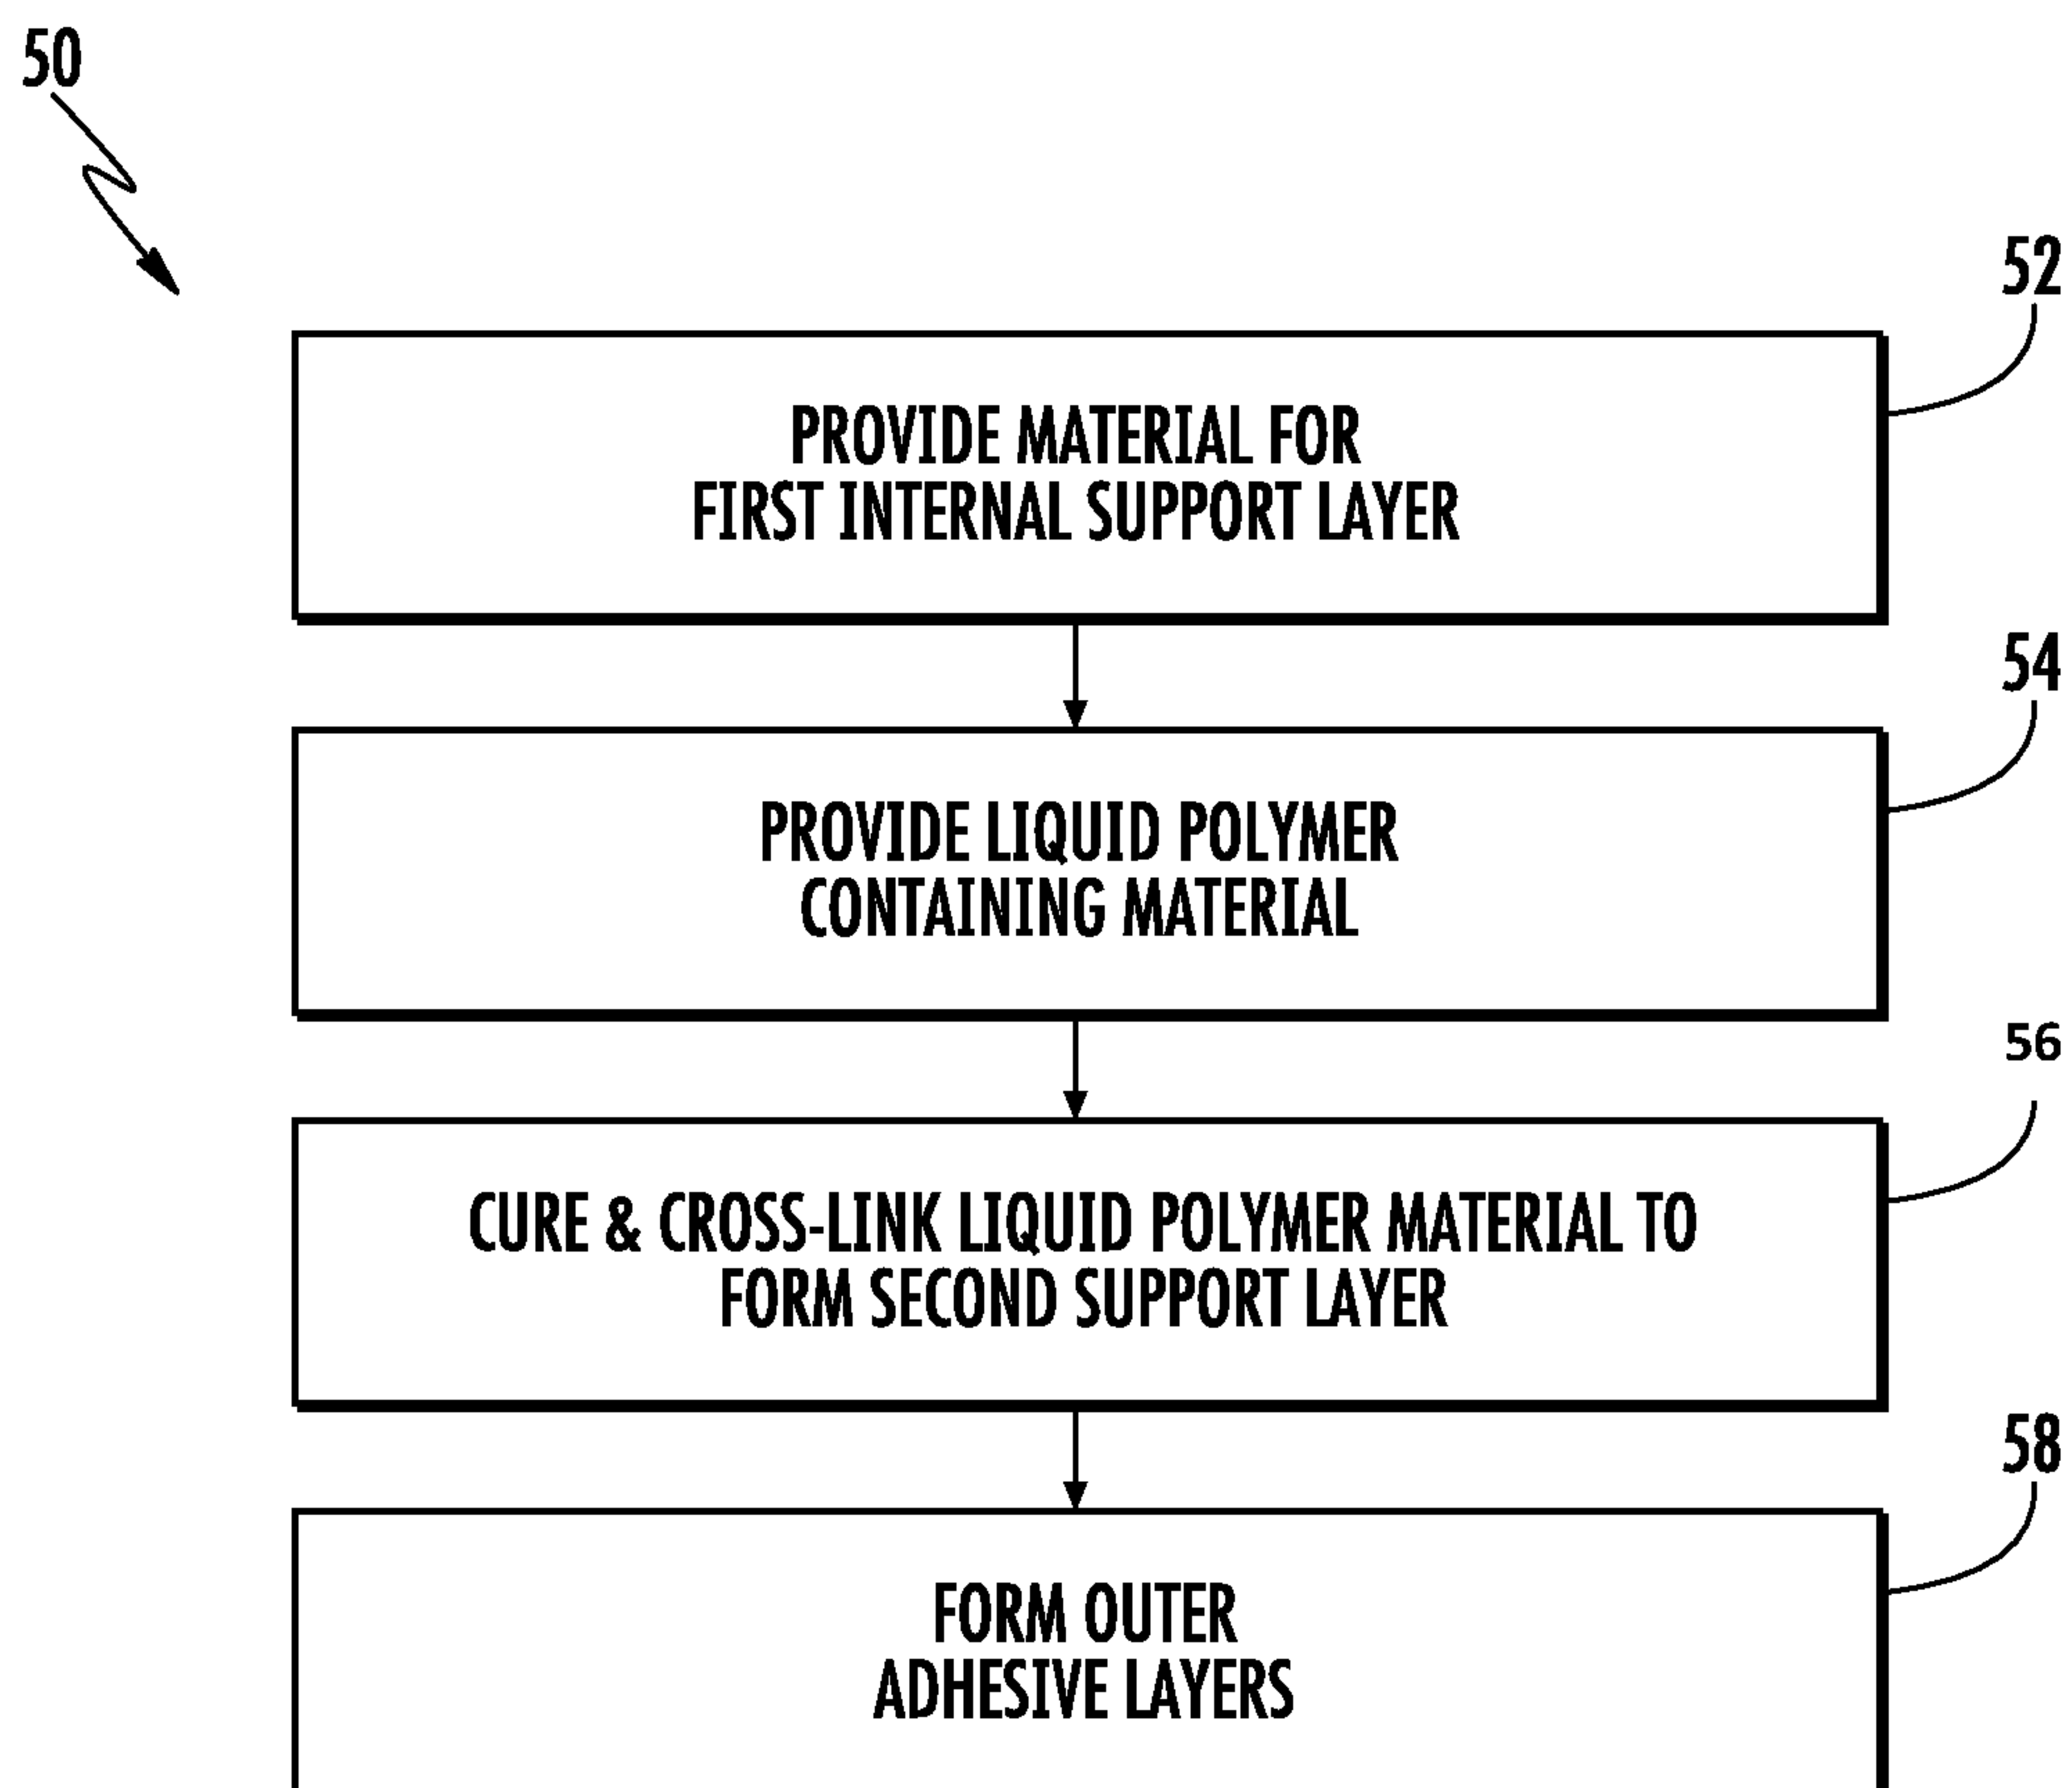 50
52
PROVIDE MATERIAL FOR
FIRST INTERNAL SUPPORT LAYER
54
PROVIDE LIQUID POLYMER
CONTAINING MATERIAL
56
CURE & CROSS-LINK LIQUID POLYMER MATERIAL TO
FORM SECOND SUPPORT LAYER
58
FORM OUTER
ADHESIVE LAYERS